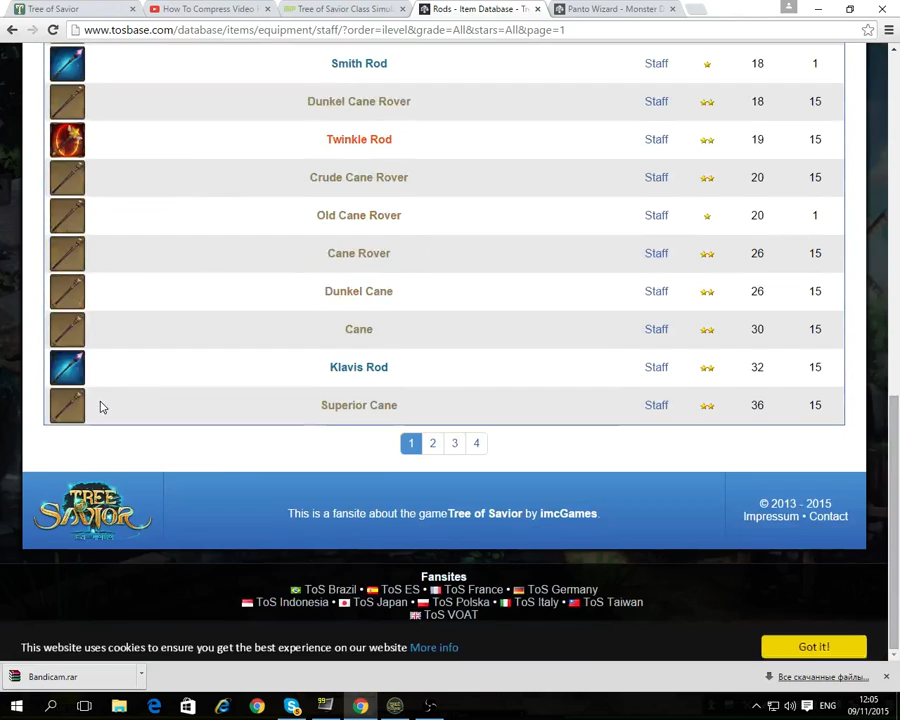 Tree of Savior
How To Compress Video F
Tree of Savior Class Simul
Rods - Item Database - Tr
Panto Wizard - Monster D
www.tosbase.com/database/items/equipment/staff/?order=ilevel&grade=All&stars=All&page=1
Smith Rod Staff 18 1
Dunkel Cane Rover Staff 18 15
Twinkle Rod Staff 19 15
Crude Cane Rover Staff 20 15
Old Cane Rover Staff 20 1
Cane Rover Staff 26 15
Dunkel Cane Staff 26 15
Cane Staff 30 15
Klavis Rod Staff 32 15
Superior Cane Staff 36 15
1 2 3 4
TREE OF SAVIOR
This is a fansite about the gameTree of Savior by imcGames.
© 2013 - 2015
Impressum • Contact
Fansites
ToS Brazil • ToS ES • ToS France • ToS Germany
ToS Indonesia • ToS Japan • ToS Polska • ToS Italy • ToS Taiwan
ToS VOAT
This website uses cookies to ensure you get the best experience on our website More info
Got it!
Bandicam.rar
Все скачанные файлы...
ENG
12:05
09/11/2015